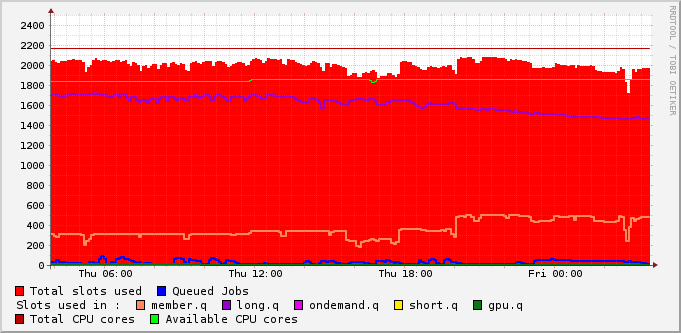 RRDTOOL / TOBI OETIKER
2400
2200
2000
1800
1600
1400
1200
1000
800
600
400
200
0
Thu 06:00 Thu 12:00 Thu 18:00 Fri 00:00
Total slots used Queued Jobs
Slots used in : member.q long.q ondemand.q short.q gpu.q
Total CPU cores Available CPU cores